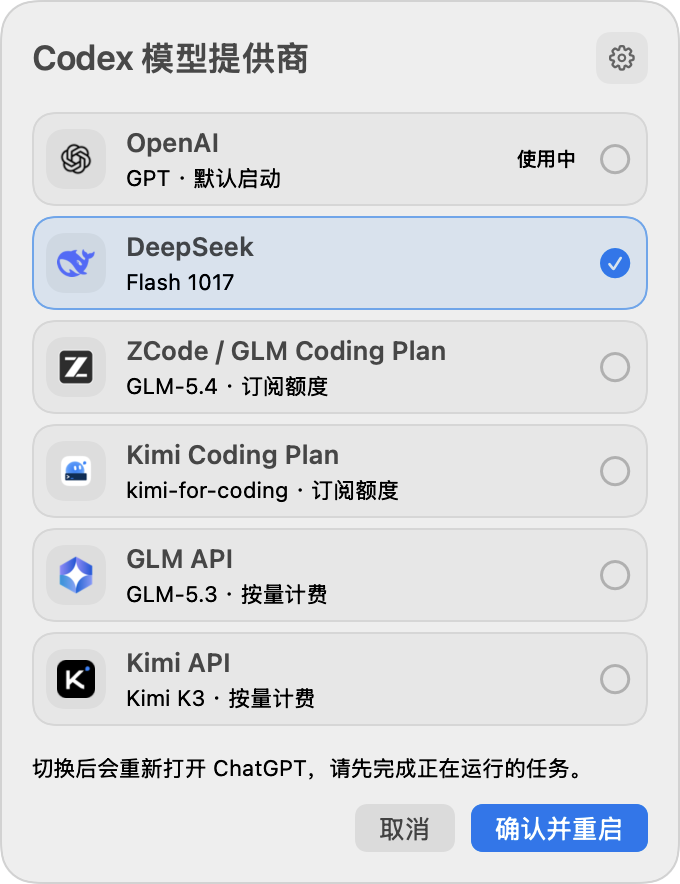 Codex 模型提供商
OpenAI
GPT · 默认启动
使用中
DeepSeek
Flash 1017
ZCode / GLM Coding Plan
GLM-5.4 · 订阅额度
Kimi Coding Plan
kimi-for-coding · 订阅额度
GLM API
GLM-5.3 · 按量计费
Kimi API
Kimi K3 · 按量计费
切换后会重新打开 ChatGPT，请先完成正在运行的任务。
取消
确认并重启